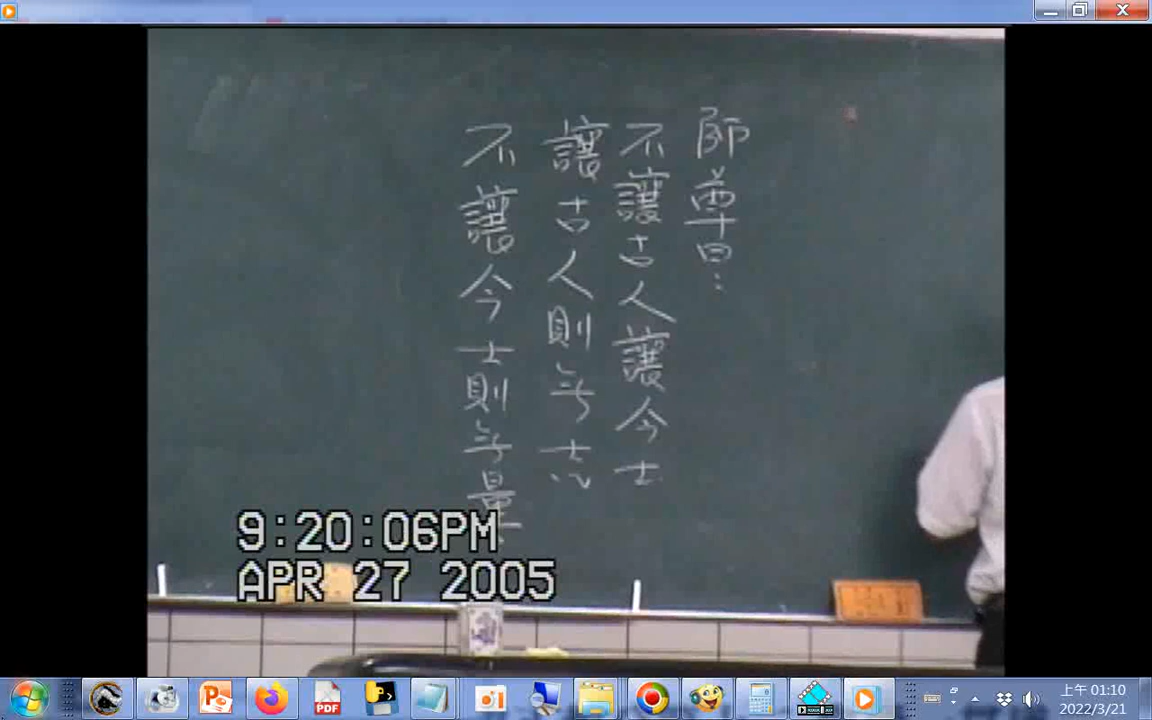 師尊曰：
不讓古人讓今士
讓古人則無志
不讓今士則無量
9:20:06PM
APR 27 2005
上午 01:10
2022/3/21